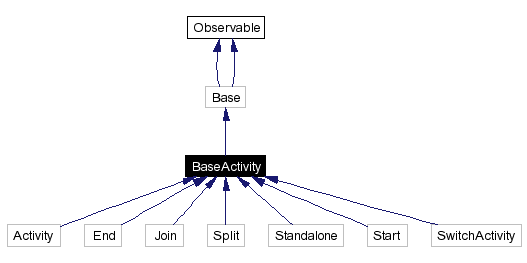 Observable
Base
BaseActivity
Activity End Join Split Standalone Start SwitchActivity